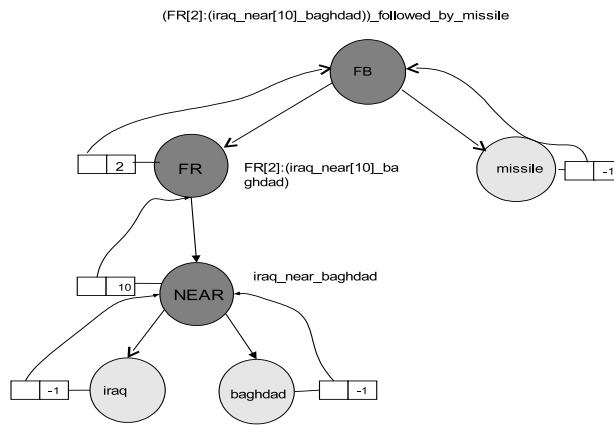 (FR[2]:(iraq_near[10]_baghdad))_followed_by_missile
FB
2
FR
FR[2]:(iraq_near[10]_ba
ghdad)
missile
-1
10
NEAR
iraq_near_baghdad
-1
iraq
baghdad
-1